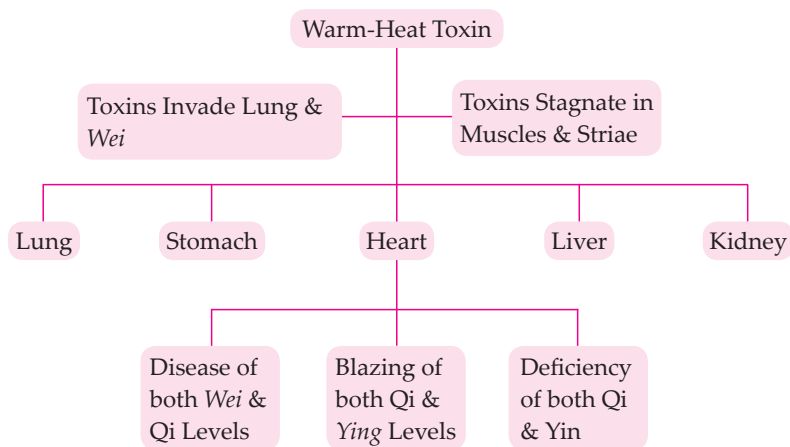 Warm-Heat Toxin
Toxins Invade Lung &
Wei
Toxins Stagnate in
Muscles & Striae
Lung
Stomach
Heart
Liver
Kidney
Disease of
both Wei &
Qi Levels
Blazing of
both Qi &
Ying Levels
Deficiency
of both Qi
& Yin